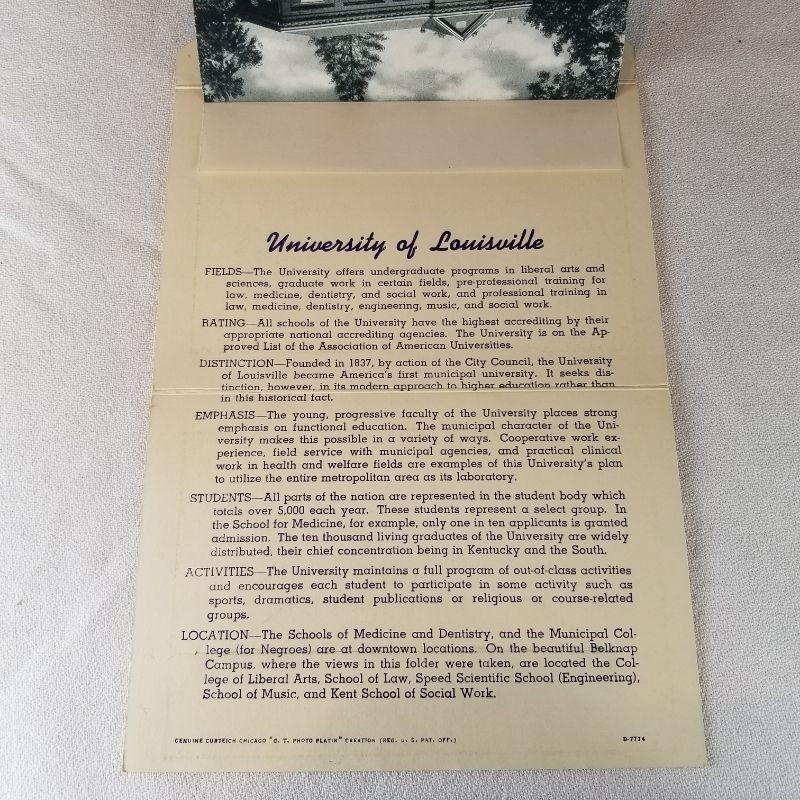 University of Louisville
FIELDS—The University offers undergraduate programs in liberal arts and
sciences, graduate work in certain fields, pre-professional training for
law, medicine, dentistry, and social work, and professional training in
law, medicine, dentistry, engineering, music, and social work.
RATING—All schools of the University have the highest accrediting by their
appropriate national accrediting agencies. The University is on the Ap-
proved List of the Association of American Universities.
DISTINCTION—Founded in 1837, by action of the City Council, the University
of Louisville became America's first municipal university. It seeks dis-
tinction, however, in its modern approach to higher education rather than
in this historical fact.
EMPHASIS—The young, progressive faculty of the University places strong
emphasis on functional education. The municipal character of the Uni-
versity makes this possible in a variety of ways. Cooperative work ex-
perience, field service with municipal agencies, and practical clinical
work in health and welfare fields are examples of this University's plan
to utilize the entire metropolitan area as its laboratory.
STUDENTS—All parts of the nation are represented in the student body which
totals over 5,000 each year. These students represent a select group. In
the School for Medicine, for example, only one in ten applicants is granted
admission. The ten thousand living graduates of the University are widely
distributed, their chief concentration being in Kentucky and the South.
ACTIVITIES—The University maintains a full program of out-of-class activities
and encourages each student to participate in some activity such as
sports, dramatics, student publications or religious or course-related
groups.
LOCATION—The Schools of Medicine and Dentistry, and the Municipal Col-
lege (for Negroes) are at downtown locations. On the beautiful Belknap
Campus, where the views in this folder were taken, are located the Col-
lege of Liberal Arts, School of Law, Speed Scientific School (Engineering),
School of Music, and Kent School of Social Work.
GENUINE CURTEICH CHICAGO "C. T. PHOTO PLATIN" CREATION (REG. U. S. PAT. OFF.)
D-7714